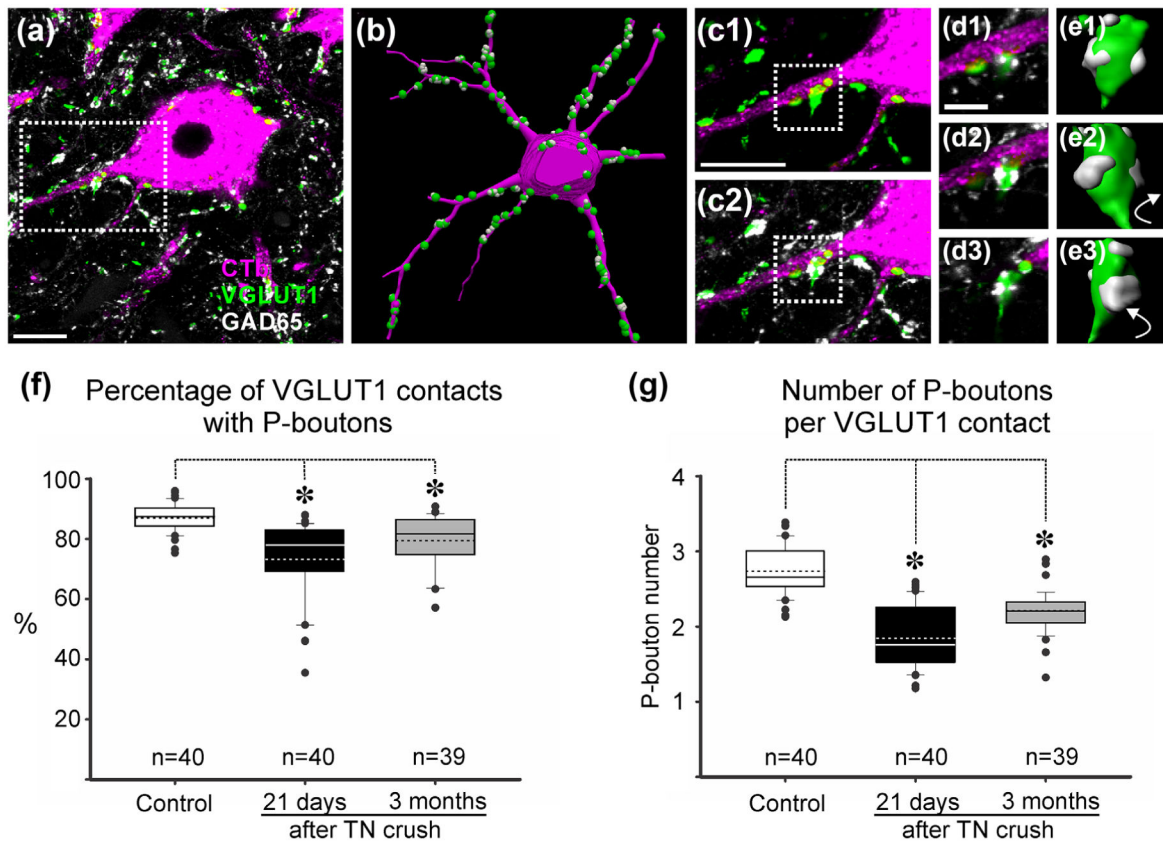 (a)
CTB
VGLUT1
GAD65
(b)
(c1)
(c2)
(d1)
(d2)
(d3)
(e1)
(e2)
(e3)
(f) Percentage of VGLUT1 contacts
with P-boutons
100
80
60
40
20
%
* *
n=40 n=40 n=39
Control 21 days 3 months
after TN crush
(g) Number of P-boutons
per VGLUT1 contact
4
3
2
1
P-bouton number
* *
n=40 n=40 n=39
Control 21 days 3 months
after TN crush